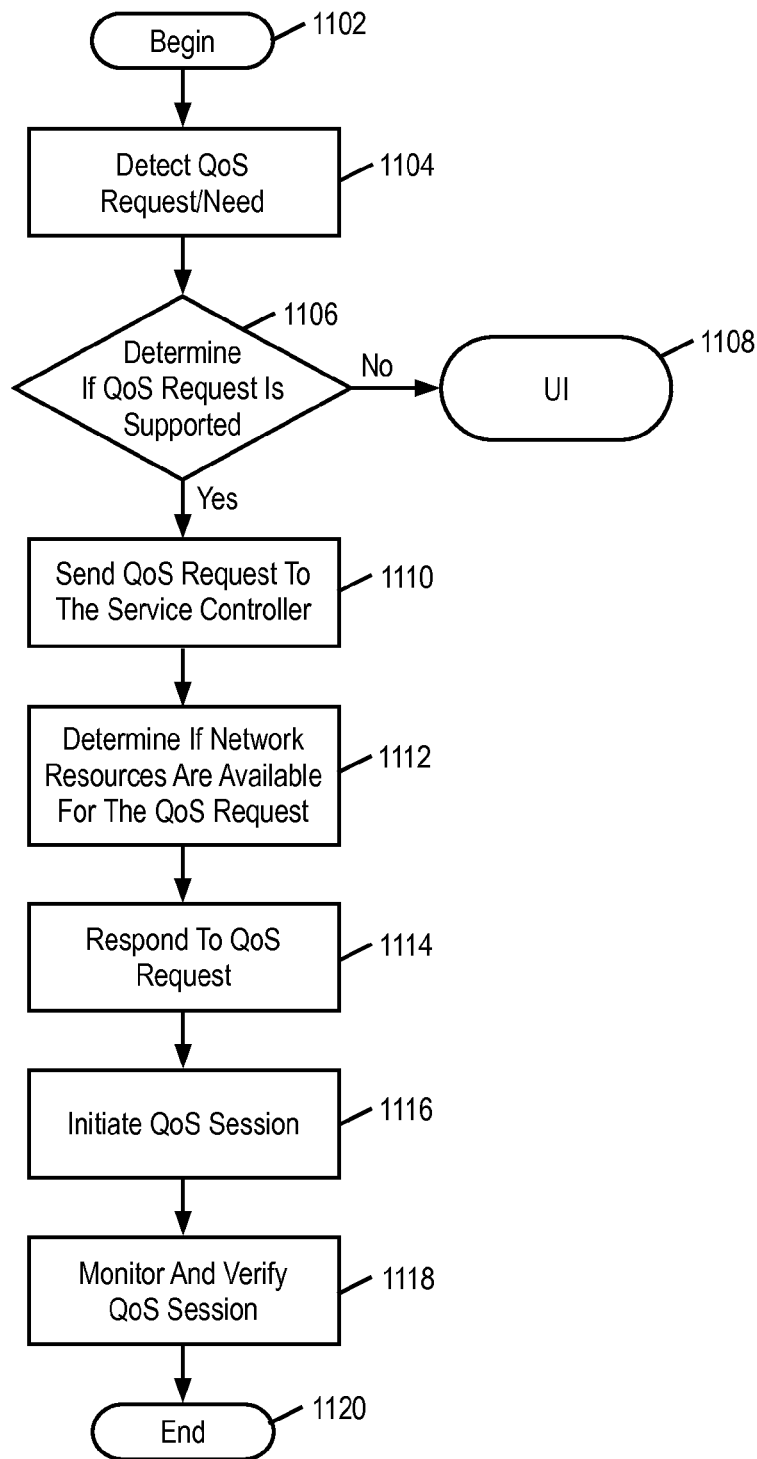 Begin
1102
Detect QoS
Request/Need
1104
1106
Determine
If QoS Request Is
Supported
No
UI
1108
Yes
Send QoS Request To
The Service Controller
1110
Determine If Network
Resources Are Available
For The QoS Request
1112
Respond To QoS
Request
1114
Initiate QoS Session
1116
Monitor And Verify
QoS Session
1118
End
1120